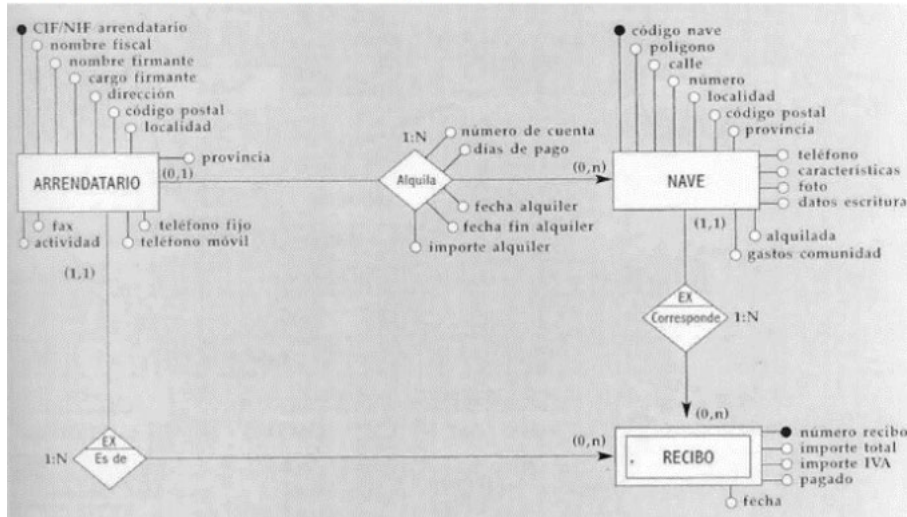 CIF/NIF arrendatario
nombre fiscal
nombre firmante
cargo firmante
dirección
código postal
localidad
provincia
ARRENDATARIO
(0,1)
fax
actividad
teléfono fijo
teléfono móvil
(1,1)
1:N
Alquila
número de cuenta
dias de pago
(0,n)
fecha alquiler
fecha fin alquiler
importe alquiler
código nave
poligono
calle
número
localidad
código postal
provincia
NAVE
teléfono
caracteristicas
foto
datos escritura
(1,1)
alquilada
gastos comunidad
EX
Corresponde
1:N
(0,n)
EX
1:N
Es de
(0,n)
RECIBO
número recibo
importe total
importe IVA
pagado
fecha